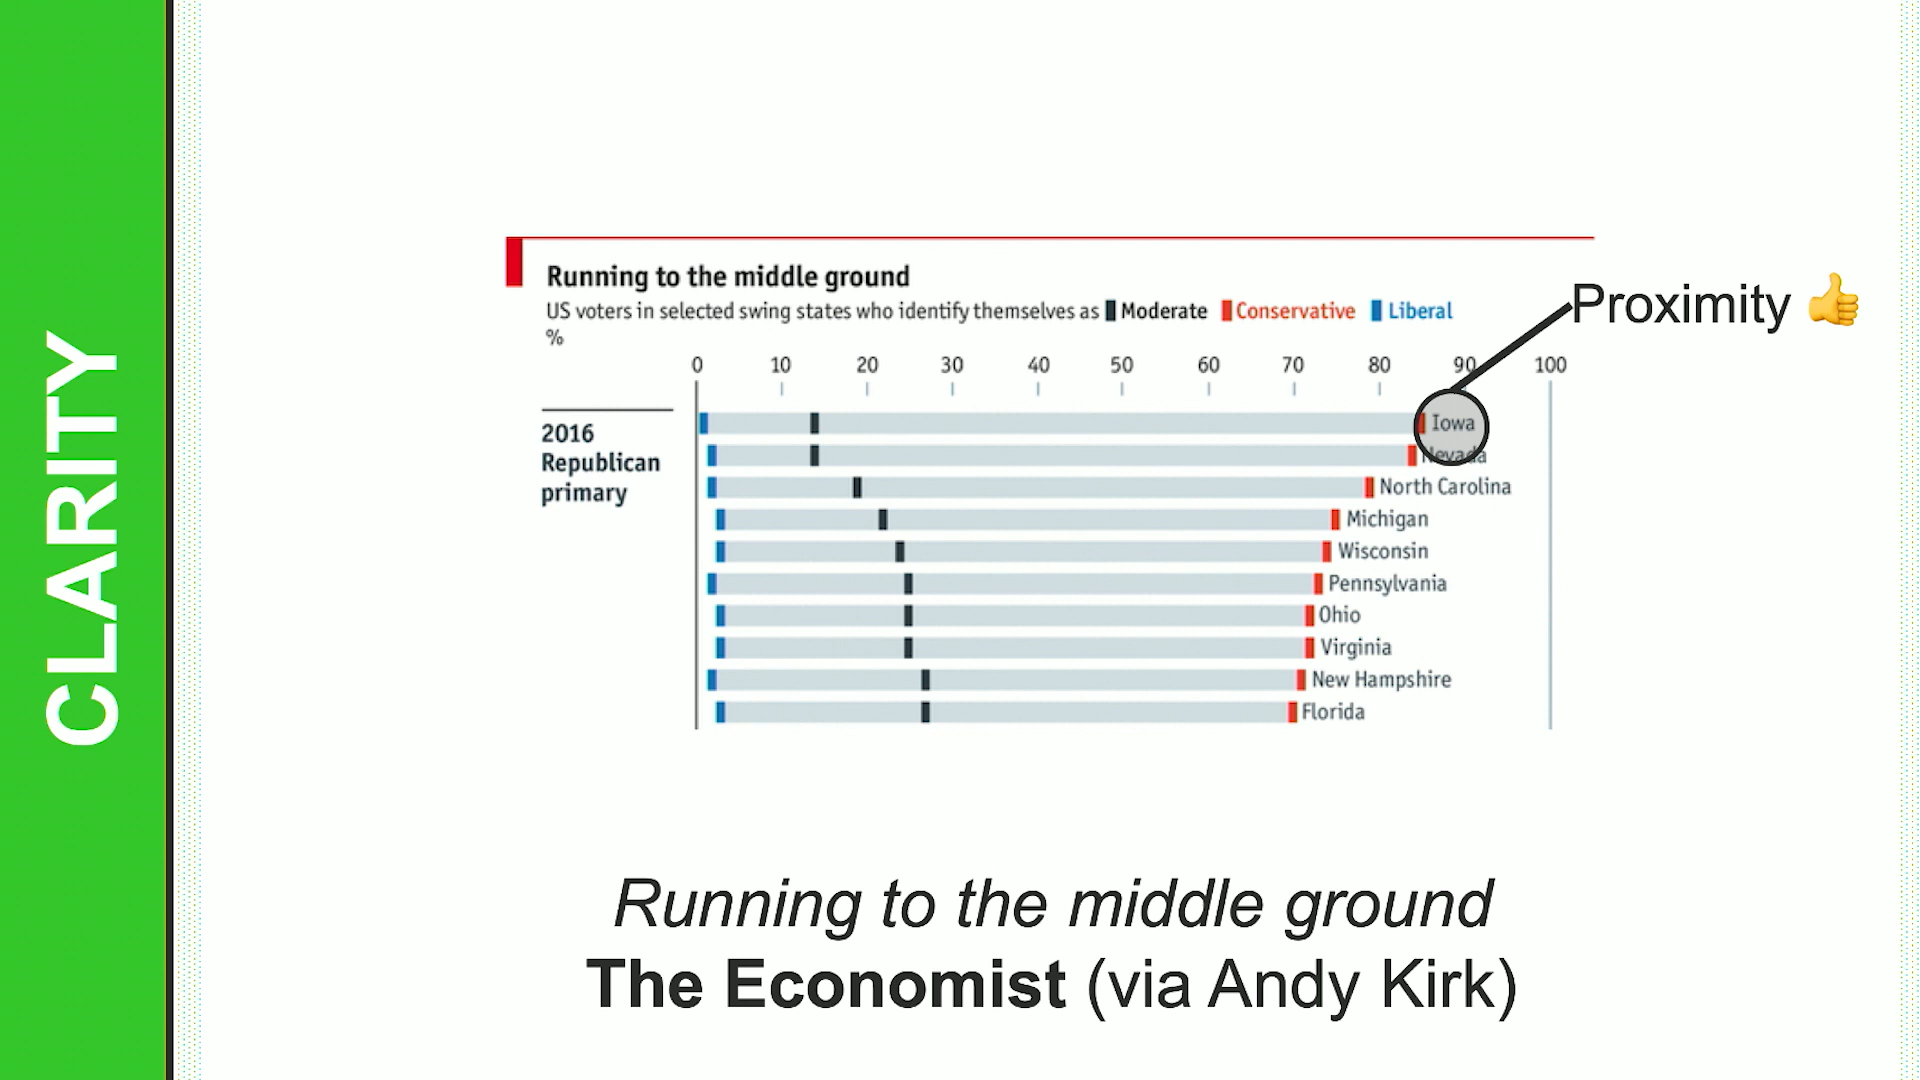 CLARITY
Running to the middle ground
US voters in selected swing states who identify themselves as Moderate Conservative Liberal
%
Proximity 👍
0 10 20 30 40 50 60 70 80 90 100
2016
Republican
primary
Iowa
Nevada
North Carolina
Michigan
Wisconsin
Pennsylvania
Ohio
Virginia
New Hampshire
Florida
Running to the middle ground
The Economist (via Andy Kirk)